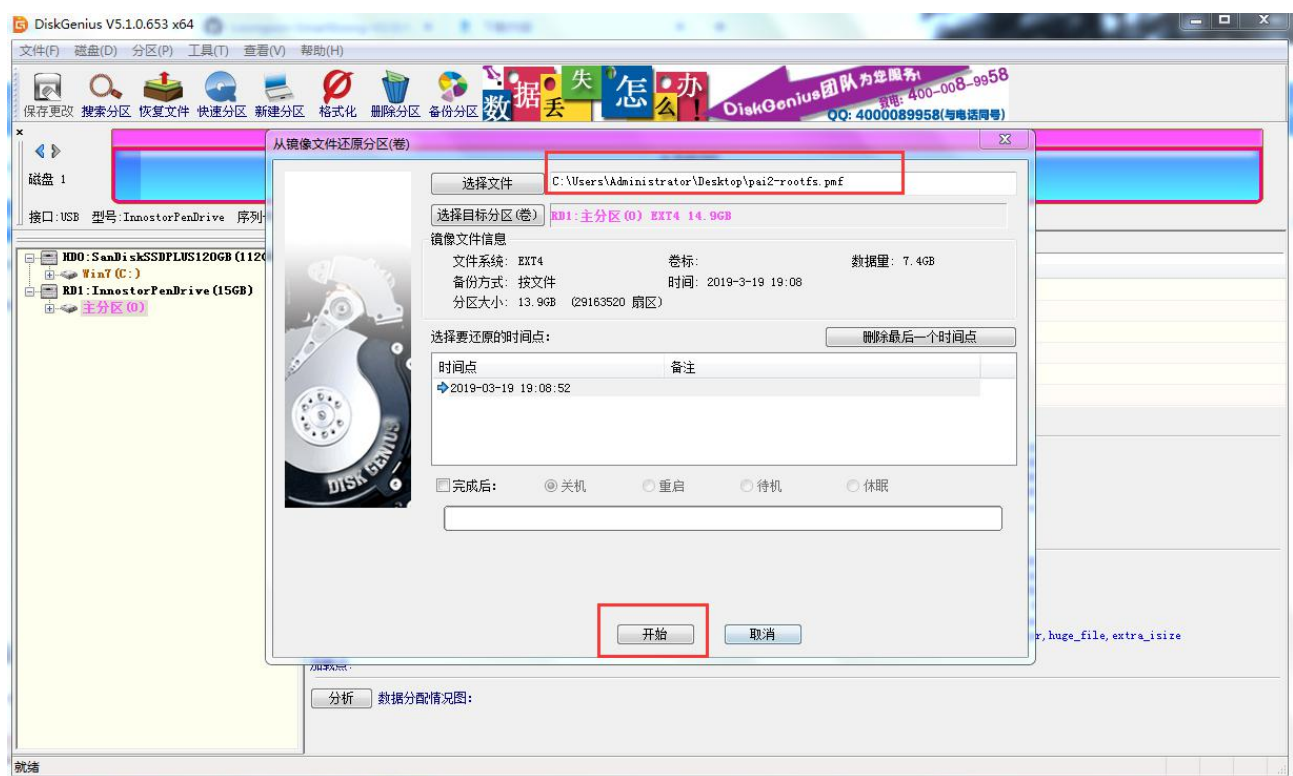 DiskGenius V5.1.0.653 x64
文件(F) 磁盘(D) 分区(P) 工具(T) 查看(V) 帮助(H)
保存更改 搜索分区 恢复文件 快速分区 新建分区 格式化 删除分区 备份分区
数据丢失怎么办!
DiskGenius团队为您服务!
致电: 400-008-9958
QQ: 4000089958(与电话同号)
磁盘 1
接口:USB 型号:InnostorPenDrive 序列
HD0:SanDiskSSDPLUS120GB(112G
Win7(C:)
RD1:InnostorPenDrive(15GB)
主分区(0)
从镜像文件还原分区(卷)
选择文件 C:\Users\Administrator\Desktop\pai2-rootfs.pmf
选择目标分区(卷) RD1:主分区(0) EXT4 14.9GB
镜像文件信息
文件系统: EXT4 卷标: 数据量: 7.4GB
备份方式: 按文件 时间: 2019-3-19 19:08
分区大小: 13.9GB (29163520 扇区)
选择要还原的时间点: 删除最后一个时间点
时间点 备注
2019-03-19 19:08:52
DISK GENIUS
完成后: 关机 重启 待机 休眠
开始 取消
r,huge_file,extra_isize
分析 数据分配情况图:
就绪